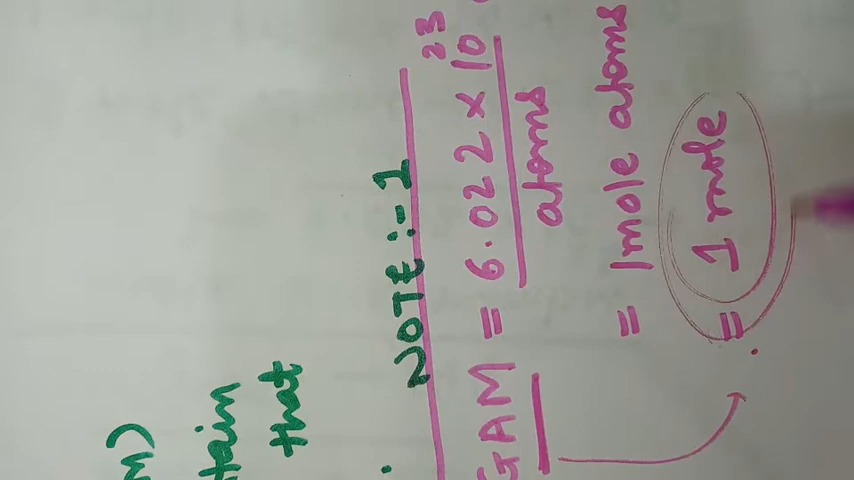 m)
tain
that
NOTE :- 1
GAM = 6.022 × 10²³
atoms
= 1mole atoms
= 1 mole